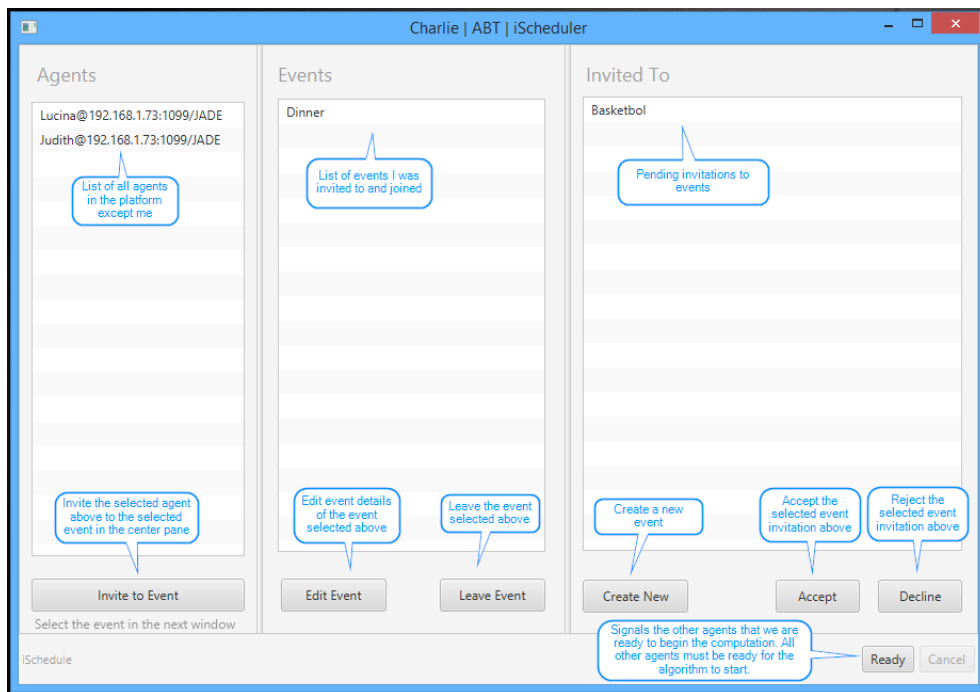 Charlie | ABT | iScheduler
Agents
Lucina@192.168.1.73:1099/JADE
Judith@192.168.1.73:1099/JADE
List of all agents
in the platform
except me
Invite the selected agent
above to the selected
event in the center pane
Invite to Event
Select the event in the next window
Events
Dinner
List of events I was
invited to and joined
Edit event details
of the event
selected above
Leave the event
selected above
Edit Event
Leave Event
Invited To
Basketbol
Pending invitations to
events
Create a new
event
Accept the
selected event
invitation above
Reject the
selected event
invitation above
Create New
Accept
Decline
Signals the other agents that we are
ready to begin the computation. All
other agents must be ready for the
algorithm to start.
iSchedule
Ready
Cancel